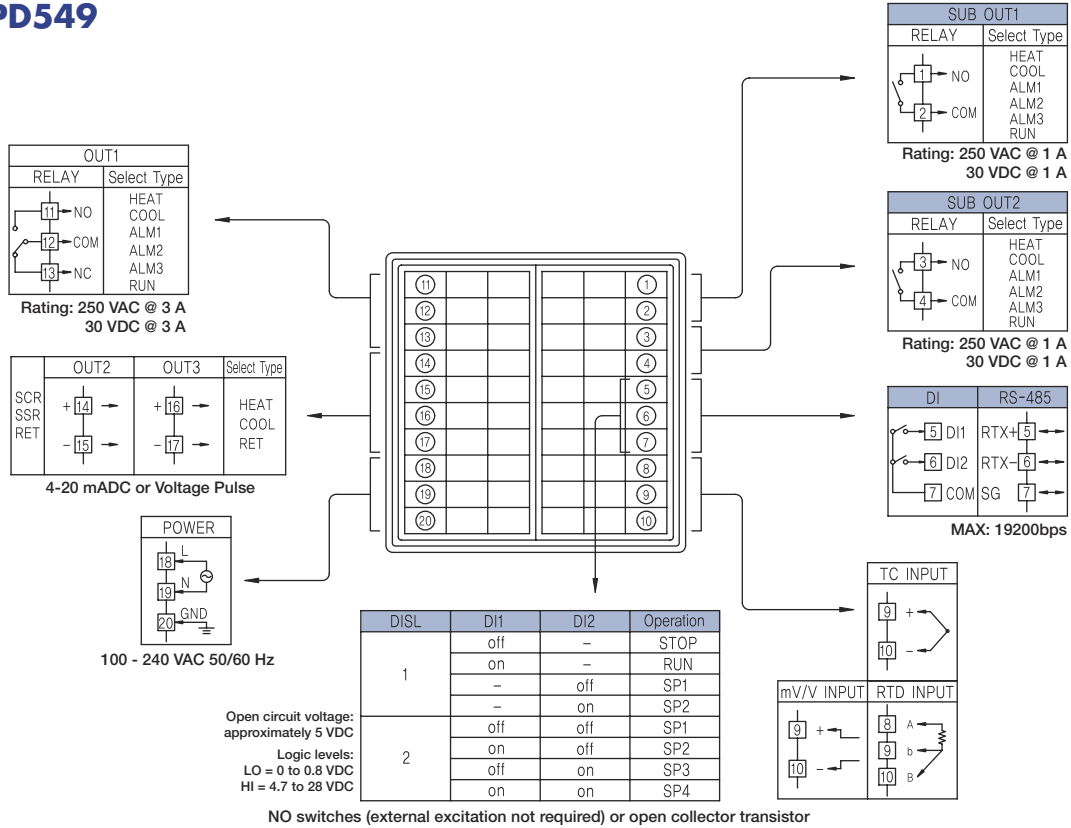 PD549
SUB OUT1
RELAY Select Type
1 NO
2 COM
HEAT
COOL
ALM1
ALM2
ALM3
RUN
Rating: 250 VAC @ 1 A
30 VDC @ 1 A
OUT1
RELAY Select Type
11 NO
12 COM
13 NC
HEAT
COOL
ALM1
ALM2
ALM3
RUN
Rating: 250 VAC @ 3 A
30 VDC @ 3 A
SUB OUT2
RELAY Select Type
3 NO
4 COM
HEAT
COOL
ALM1
ALM2
ALM3
RUN
Rating: 250 VAC @ 1 A
30 VDC @ 1 A
11 1
12 2
13 3
14 4
15 5
16 6
17 7
18 8
19 9
20 10
OUT2 OUT3 Select Type
SCR
SSR
RET
+ 14 + 16
- 15 - 17
HEAT
COOL
RET
4-20 mADC or Voltage Pulse
DI RS-485
5 DI1 RTX+ 5
6 DI2 RTX- 6
7 COM SG 7
MAX: 19200bps
POWER
18 L
19 N
20 GND
100 - 240 VAC 50/60 Hz
TC INPUT
9 +
10 -
mV/V INPUT RTD INPUT
9 +
10 -
8 A
9 b
10 B
DISL DI1 DI2 Operation
1 off – STOP
on – RUN
– off SP1
– on SP2
2 off off SP1
on off SP2
off on SP3
on on SP4
Open circuit voltage:
approximately 5 VDC
Logic levels:
LO = 0 to 0.8 VDC
HI = 4.7 to 28 VDC
NO switches (external excitation not required) or open collector transistor